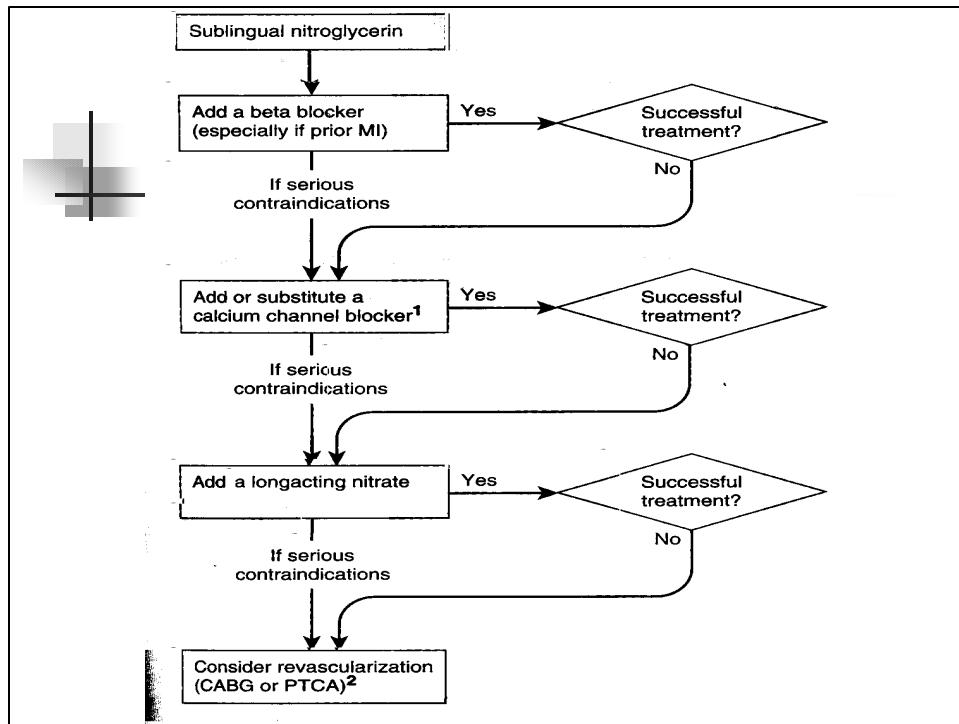 Sublingual nitroglycerin
Add a beta blocker
(especially if prior MI)
Yes
Successful
treatment?
No
If serious
contraindications
Add or substitute a
calcium channel blocker1
Yes
Successful
treatment?
No
If serious
contraindications
Add a longacting nitrate
Yes
Successful
treatment?
No
If serious
contraindications
Consider revascularization
(CABG or PTCA)2